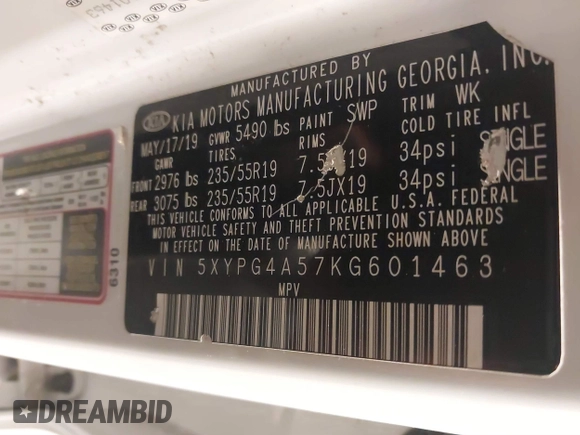 MANUFACTURED BY
KIA KIA MOTORS MANUFACTURING GEORGIA, INC.
MAY/17/19 GVWR 5490 lbs PAINT SWP TRIM WK
GAWR TIRES RIMS COLD TIRE INFL
FRONT 2976 lbs 235/55R19 7.5JX19 34psi SINGLE
REAR 3075 lbs 235/55R19 7.5JX19 34psi SINGLE
THIS VEHICLE CONFORMS TO ALL APPLICABLE U.S.A. FEDERAL
MOTOR VEHICLE SAFETY AND THEFT PREVENTION STANDARDS
IN EFFECT ON THE DATE OF MANUFACTURE SHOWN ABOVE
VIN 5XYPG4A57KG601463
MPV
6310
DREAMBID